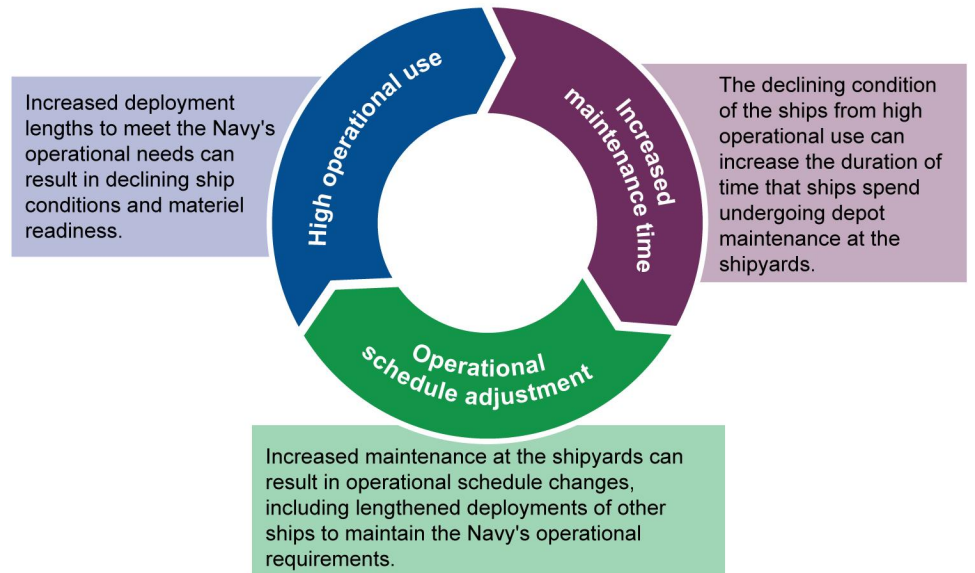 High operational use
Increased deployment
lengths to meet the Navy's
operational needs can
result in declining ship
conditions and materiel
readiness.
Increased
maintenance time
The declining condition
of the ships from high
operational use can
increase the duration of
time that ships spend
undergoing depot
maintenance at the
shipyards.
Operational
schedule adjustment
Increased maintenance at the shipyards can
result in operational schedule changes,
including lengthened deployments of other
ships to maintain the Navy's operational
requirements.